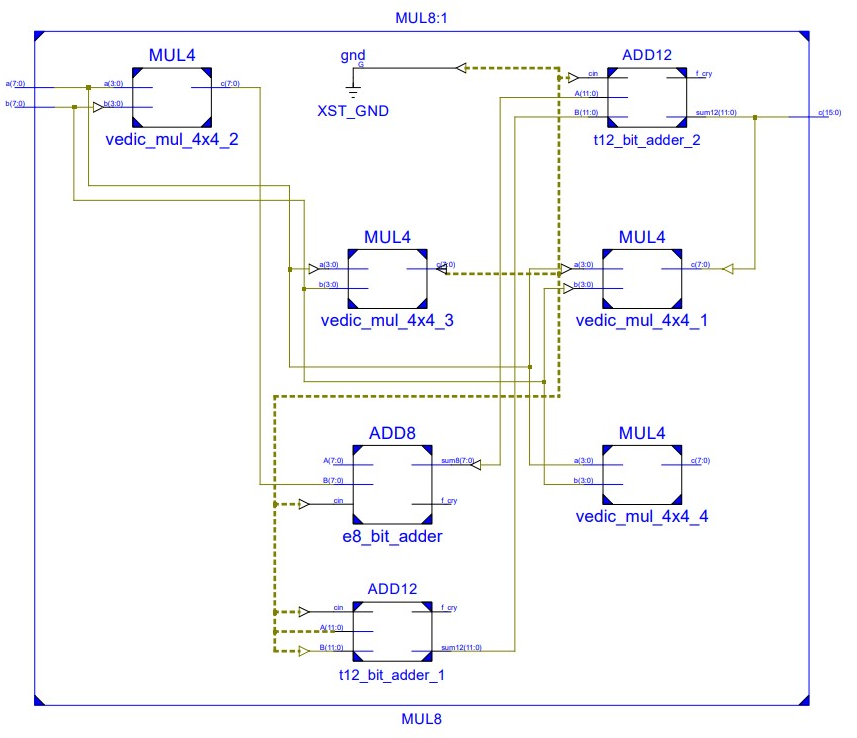 MUL8:1
MUL4
a(7:0)
b(7:0)
a(3:0)
b(3:0)
c(7:0)
vedic_mul_4x4_2
gnd
G
XST_GND
ADD12
cin
A(11:0)
B(11:0)
f_cry
sum12(11:0)
t12_bit_adder_2
c(15:0)
MUL4
a(3:0)
b(3:0)
c(7:0)
vedic_mul_4x4_3
MUL4
a(3:0)
b(3:0)
c(7:0)
vedic_mul_4x4_1
ADD8
A(7:0)
B(7:0)
cin
sum8(7:0)
f_cry
e8_bit_adder
MUL4
a(3:0)
b(3:0)
c(7:0)
vedic_mul_4x4_4
ADD12
cin
A(11:0)
B(11:0)
f_cry
sum12(11:0)
t12_bit_adder_1
MUL8